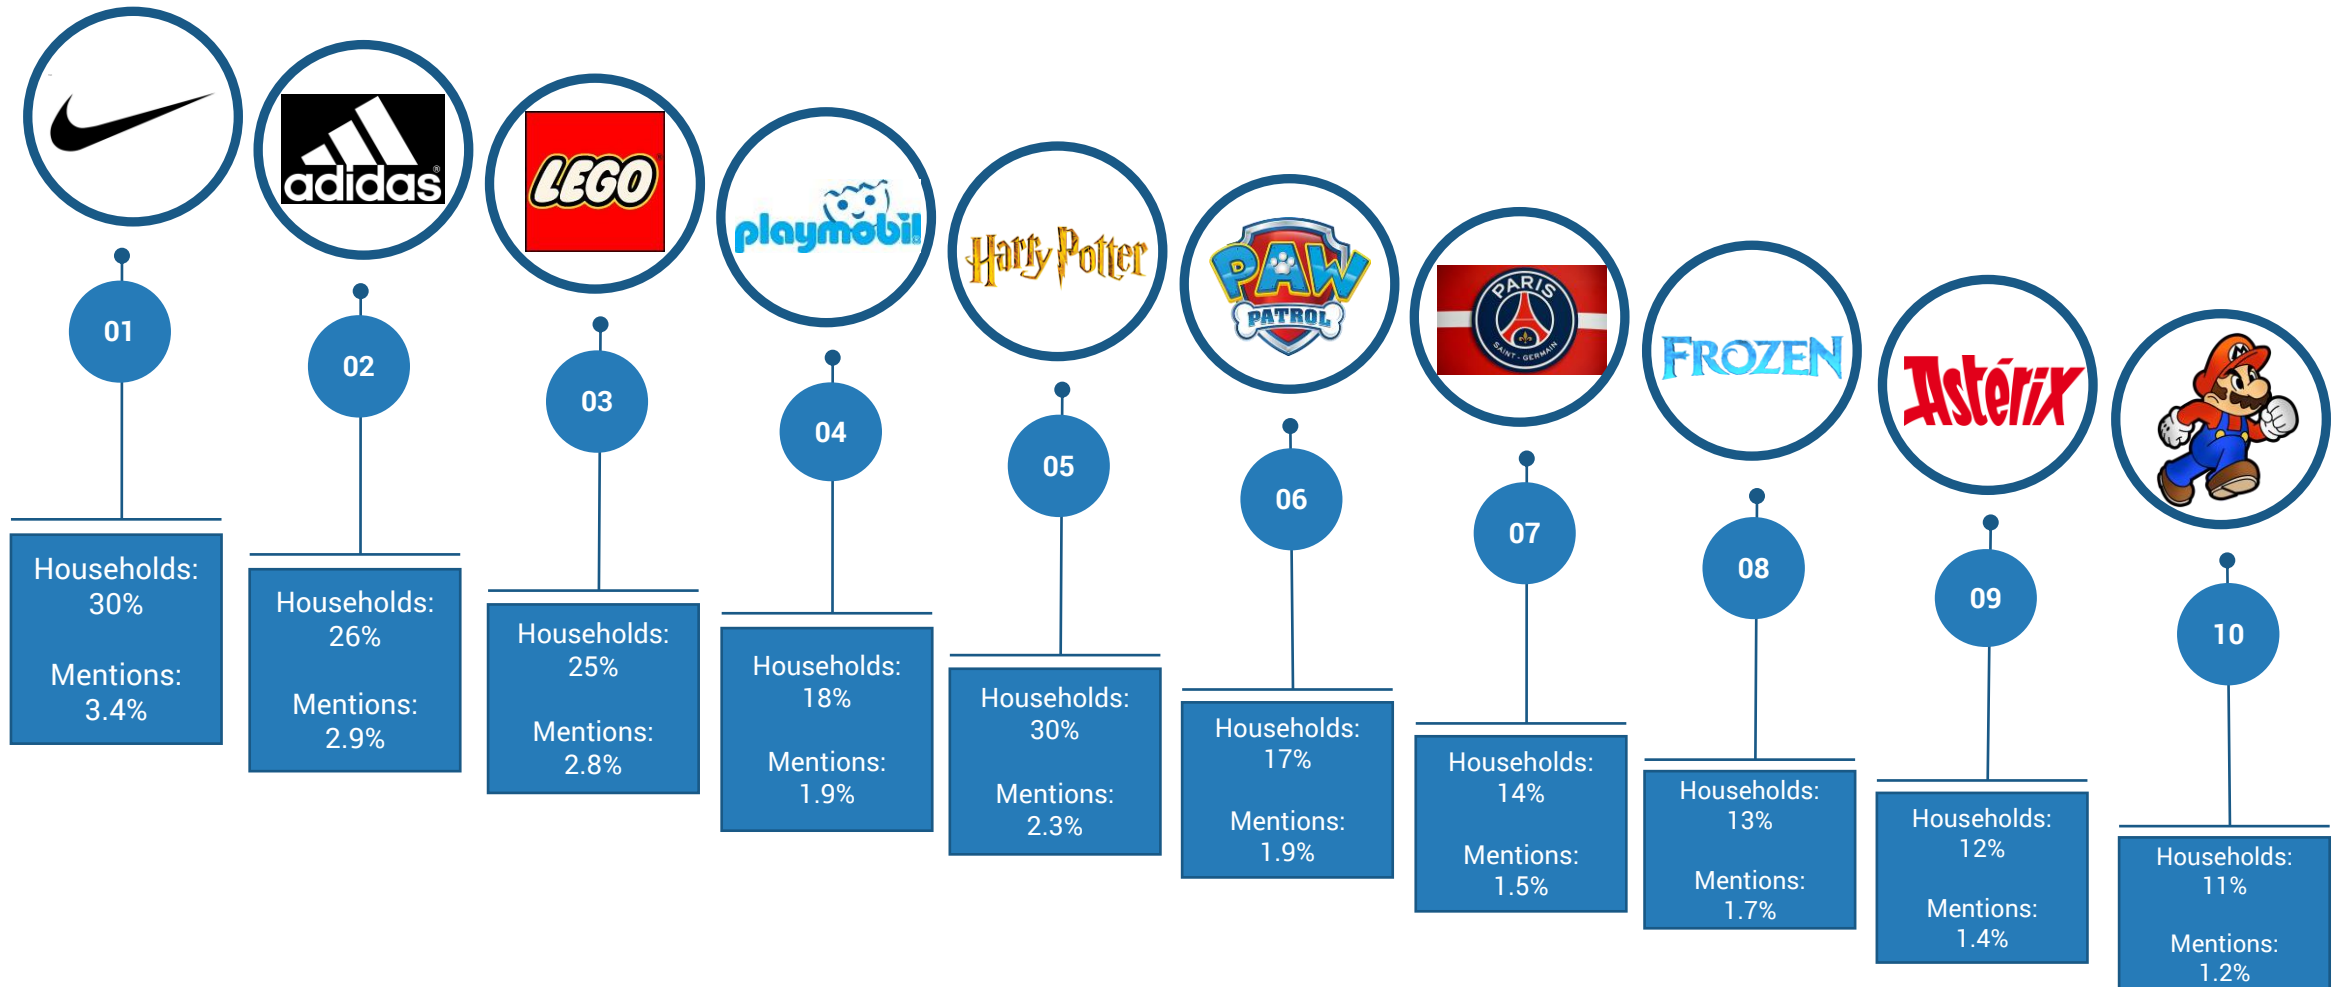 adidas®
LEGO
playmobil
Harry Potter
PAW
PATROL
PARIS
SAINT-GERMAIN
FROZEN
Astérix
M
01
02
03
04
05
06
07
08
09
10
Households:
30%
Mentions:
3.4%
Households:
26%
Mentions:
2.9%
Households:
25%
Mentions:
2.8%
Households:
18%
Mentions:
1.9%
Households:
30%
Mentions:
2.3%
Households:
17%
Mentions:
1.9%
Households:
14%
Mentions:
1.5%
Households:
13%
Mentions:
1.7%
Households:
12%
Mentions:
1.4%
Households:
11%
Mentions:
1.2%